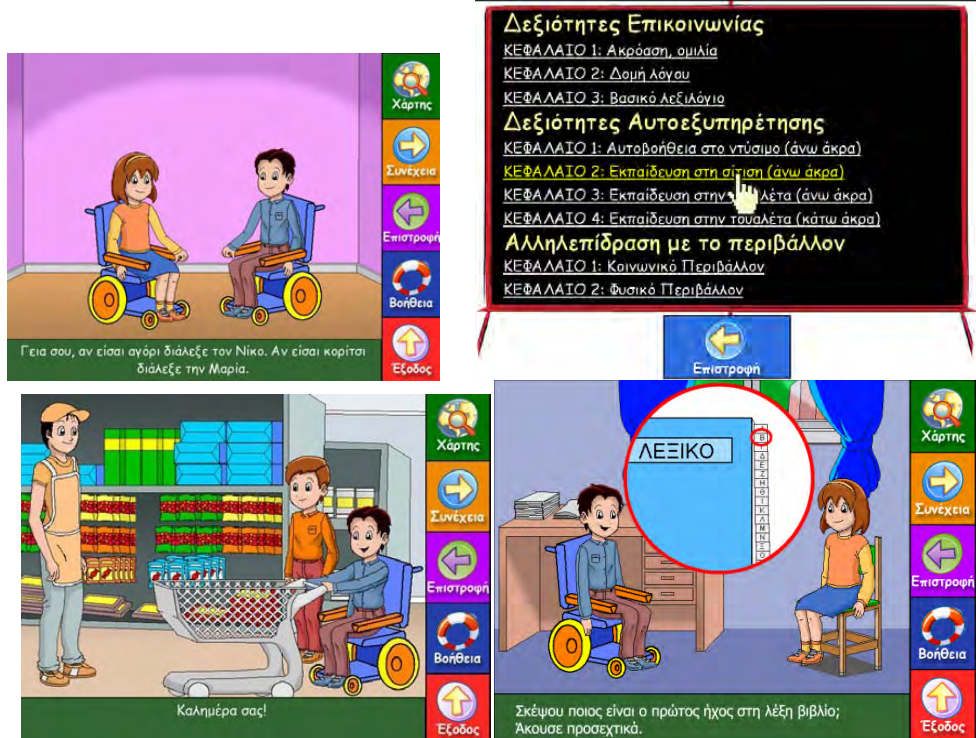 Χάρτης
Συνέχεια
Επιστροφή
Βοήθεια
Έξοδος
Γεια σου, αν είσαι αγόρι διάλεξε τον Νίκο. Αν είσαι κορίτσι
διάλεξε την Μαρία.
Δεξιότητες Επικοινωνίας
ΚΕΦΑΛΑΙΟ 1: Ακρόαση, ομιλία
ΚΕΦΑΛΑΙΟ 2: Δομή λόγου
ΚΕΦΑΛΑΙΟ 3: Βασικό λεξιλόγιο
Δεξιότητες Αυτοεξυπηρέτησης
ΚΕΦΑΛΑΙΟ 1: Αυτοβοήθεια στο ντύσιμο (άνω άκρα)
ΚΕΦΑΛΑΙΟ 2: Εκπαίδευση στη σίτιση (άνω άκρα)
ΚΕΦΑΛΑΙΟ 3: Εκπαίδευση στην τουαλέτα (άνω άκρα)
ΚΕΦΑΛΑΙΟ 4: Εκπαίδευση στην τουαλέτα (κάτω άκρα)
Αλληλεπίδραση με το περιβάλλον
ΚΕΦΑΛΑΙΟ 1: Κοινωνικό Περιβάλλον
ΚΕΦΑΛΑΙΟ 2: Φυσικό Περιβάλλον
Επιστροφή
Χάρτης
Συνέχεια
Επιστροφή
Βοήθεια
Έξοδος
Καλημέρα σας!
ΛΕΞΙΚΟ
Β
Δ
Ε
Ζ
Η
Θ
Ι
Κ
Λ
Μ
Ν
Ξ
Ο
Χάρτης
Συνέχεια
Επιστροφή
Βοήθεια
Έξοδος
Σκέψου ποιος είναι ο πρώτος ήχος στη λέξη βιβλίο;
Άκουσε προσεχτικά.